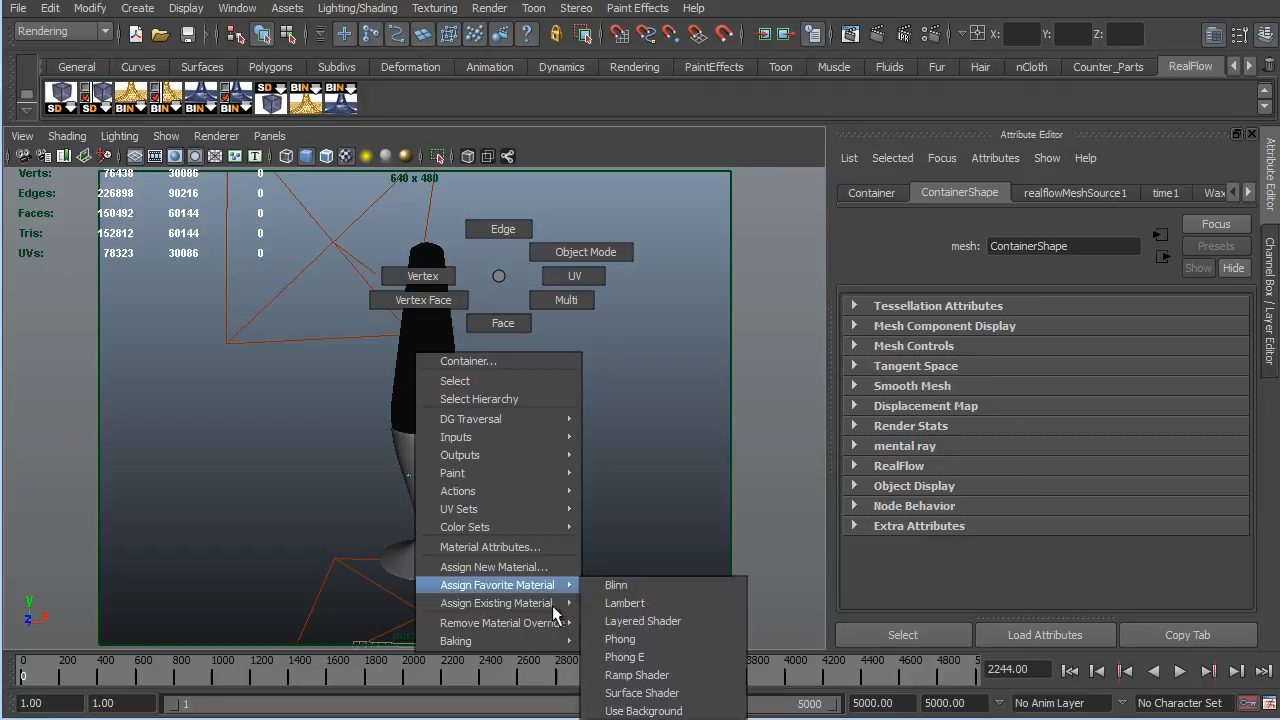 File Edit Modify Create Display Window Assets Lighting/Shading Texturing Render Toon Stereo Paint Effects Help
Rendering X: Y: Z:
General Curves Surfaces Polygons Subdivs Deformation Animation Dynamics Rendering PaintEffects Toon Muscle Fluids Fur Hair nCloth Counter_Parts RealFlow
SD SD BIN BIN BIN BIN SD BIN BIN
View Shading Lighting Show Renderer Panels
Attribute Editor
List Selected Focus Attributes Show Help
Container ContainerShape realflowMeshSource1 time1 Wax
mesh: ContainerShape
Focus
Presets
Show Hide
Tessellation Attributes
Mesh Component Display
Mesh Controls
Tangent Space
Smooth Mesh
Displacement Map
Render Stats
mental ray
RealFlow
Object Display
Node Behavior
Extra Attributes
Select Load Attributes Copy Tab
Attribute Editor
Channel Box / Layer Editor
Verts: 76438 30086 0
Edges: 226898 90216 0
Faces: 150492 60144 0
Tris: 152812 60144 0
UVs: 78323 30086 0
640 x 480
Edge
Object Mode
Vertex UV
Vertex Face Multi
Face
Container...
Select
Select Hierarchy
DG Traversal
Inputs
Outputs
Paint
Actions
UV Sets
Color Sets
Material Attributes...
Assign New Material...
Assign Favorite Material
Assign Existing Material
Remove Material Override
Baking
Blinn
Lambert
Layered Shader
Phong
Phong E
Ramp Shader
Surface Shader
Use Background
0 200 400 600 800 1000 1200 1400 1600 1800 2000 2200 2400 2600 2800 3800 4000 4200 4400 4600 4800 5
0
2244.00
1.00 1.00 1 5000 5000.00 5000.00 No Anim Layer No Character Set